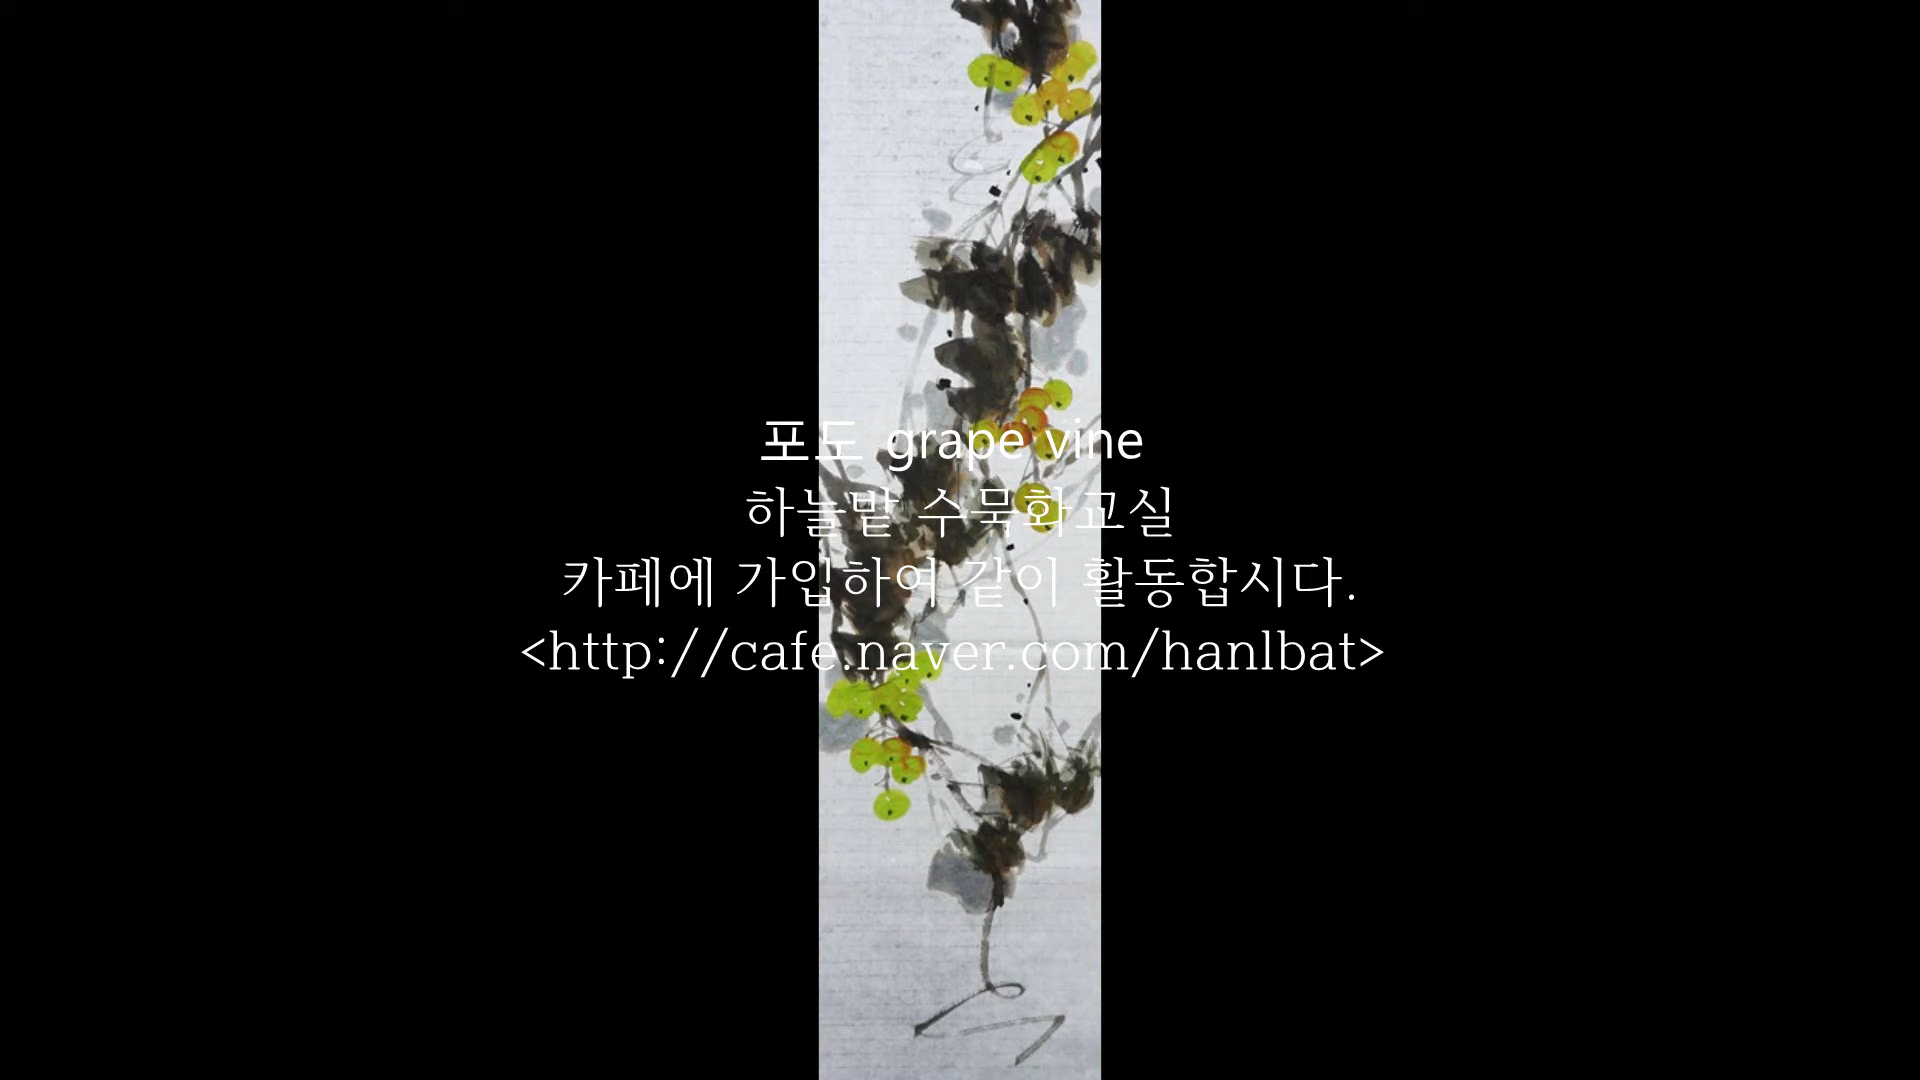 포도 grape vine
하늘밭 수묵화교실
카페에 가입하여 같이 활동합시다.
<http://cafe.naver.com/hanlbat>